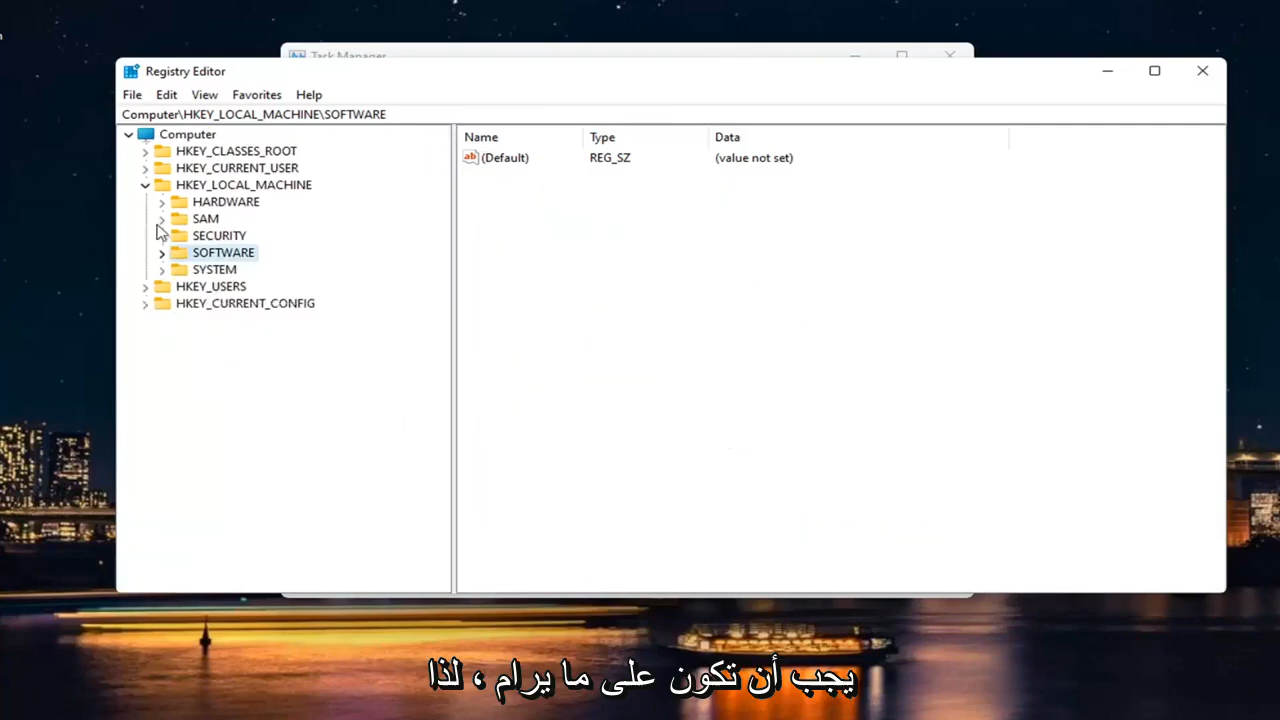 Task Manager
Registry Editor
File Edit View Favorites Help
Computer\HKEY_LOCAL_MACHINE\SOFTWARE
Computer
HKEY_CLASSES_ROOT
HKEY_CURRENT_USER
HKEY_LOCAL_MACHINE
HARDWARE
SAM
SECURITY
SOFTWARE
SYSTEM
HKEY_USERS
HKEY_CURRENT_CONFIG
Name Type Data
ab (Default) REG_SZ (value not set)
يجب أن تكون على ما يرام ، لذا